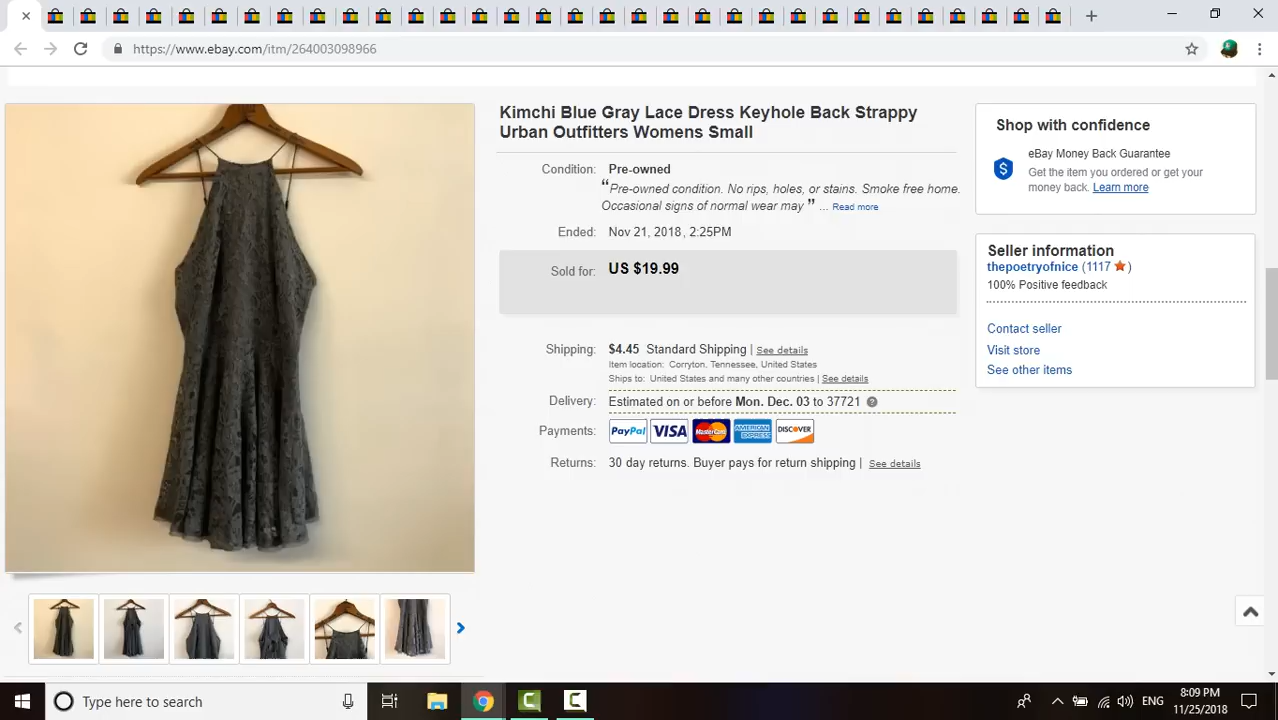 https://www.ebay.com/itm/264003098966
Kimchi Blue Gray Lace Dress Keyhole Back Strappy
Urban Outfitters Womens Small
Condition: Pre-owned
“Pre-owned condition. No rips, holes, or stains. Smoke free home.
Occasional signs of normal wear may ” ... Read more
Ended: Nov 21, 2018 , 2:25PM
Sold for: US $19.99
Shipping: $4.45 Standard Shipping | See details
Item location: Corryton, Tennessee, United States
Ships to: United States and many other countries | See details
Delivery: Estimated on or before Mon. Dec. 03 to 37721 ?
Payments: PayPal VISA MasterCard AMERICAN EXPRESS DISCOVER
Returns: 30 day returns. Buyer pays for return shipping | See details
Shop with confidence
eBay Money Back Guarantee
Get the item you ordered or get your
money back. Learn more
Seller information
thepoetryofnice (1117 )
100% Positive feedback
Contact seller
Visit store
See other items
Type here to search
ENG
8:09 PM
11/25/2018